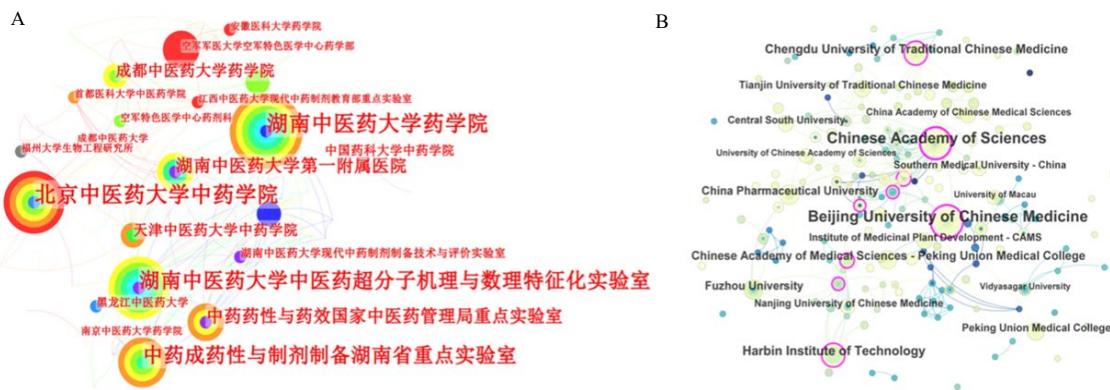 A
安徽医科大学药学院
空军军医大学空军特色医学中心药学部
成都中医药大学药学院
首都医科大学中医药学院
江西中医药大学现代中药制剂教育部重点实验室
空军特色医学中心药剂科
湖南中医药大学药学院
成都中医药大学
福州大学生物工程研究所
中国药科大学中药学院
湖南中医药大学第一附属医院
北京中医药大学中药学院
天津中医药大学中药学院
湖南中医药大学现代中药制剂制备技术与评价实验室
湖南中医药大学中医药超分子机理与数理特征化实验室
黑龙江中医药大学
中药药性与药效国家中医药管理局重点实验室
南京中医药大学药学院
中药成药性与制剂制备湖南省重点实验室
B
Chengdu University of Traditional Chinese Medicine
Tianjin University of Traditional Chinese Medicine
China Academy of Chinese Medical Sciences
Central South University
Chinese Academy of Sciences
University of Chinese Academy of Sciences
Southern Medical University - China
China Pharmaceutical University
University of Macau
Beijing University of Chinese Medicine
Institute of Medicinal Plant Development - CAMS
Chinese Academy of Medical Sciences - Peking Union Medical College
Fuzhou University
Vidyasagar University
Nanjing University of Chinese Medicine
Peking Union Medical College
Harbin Institute of Technology